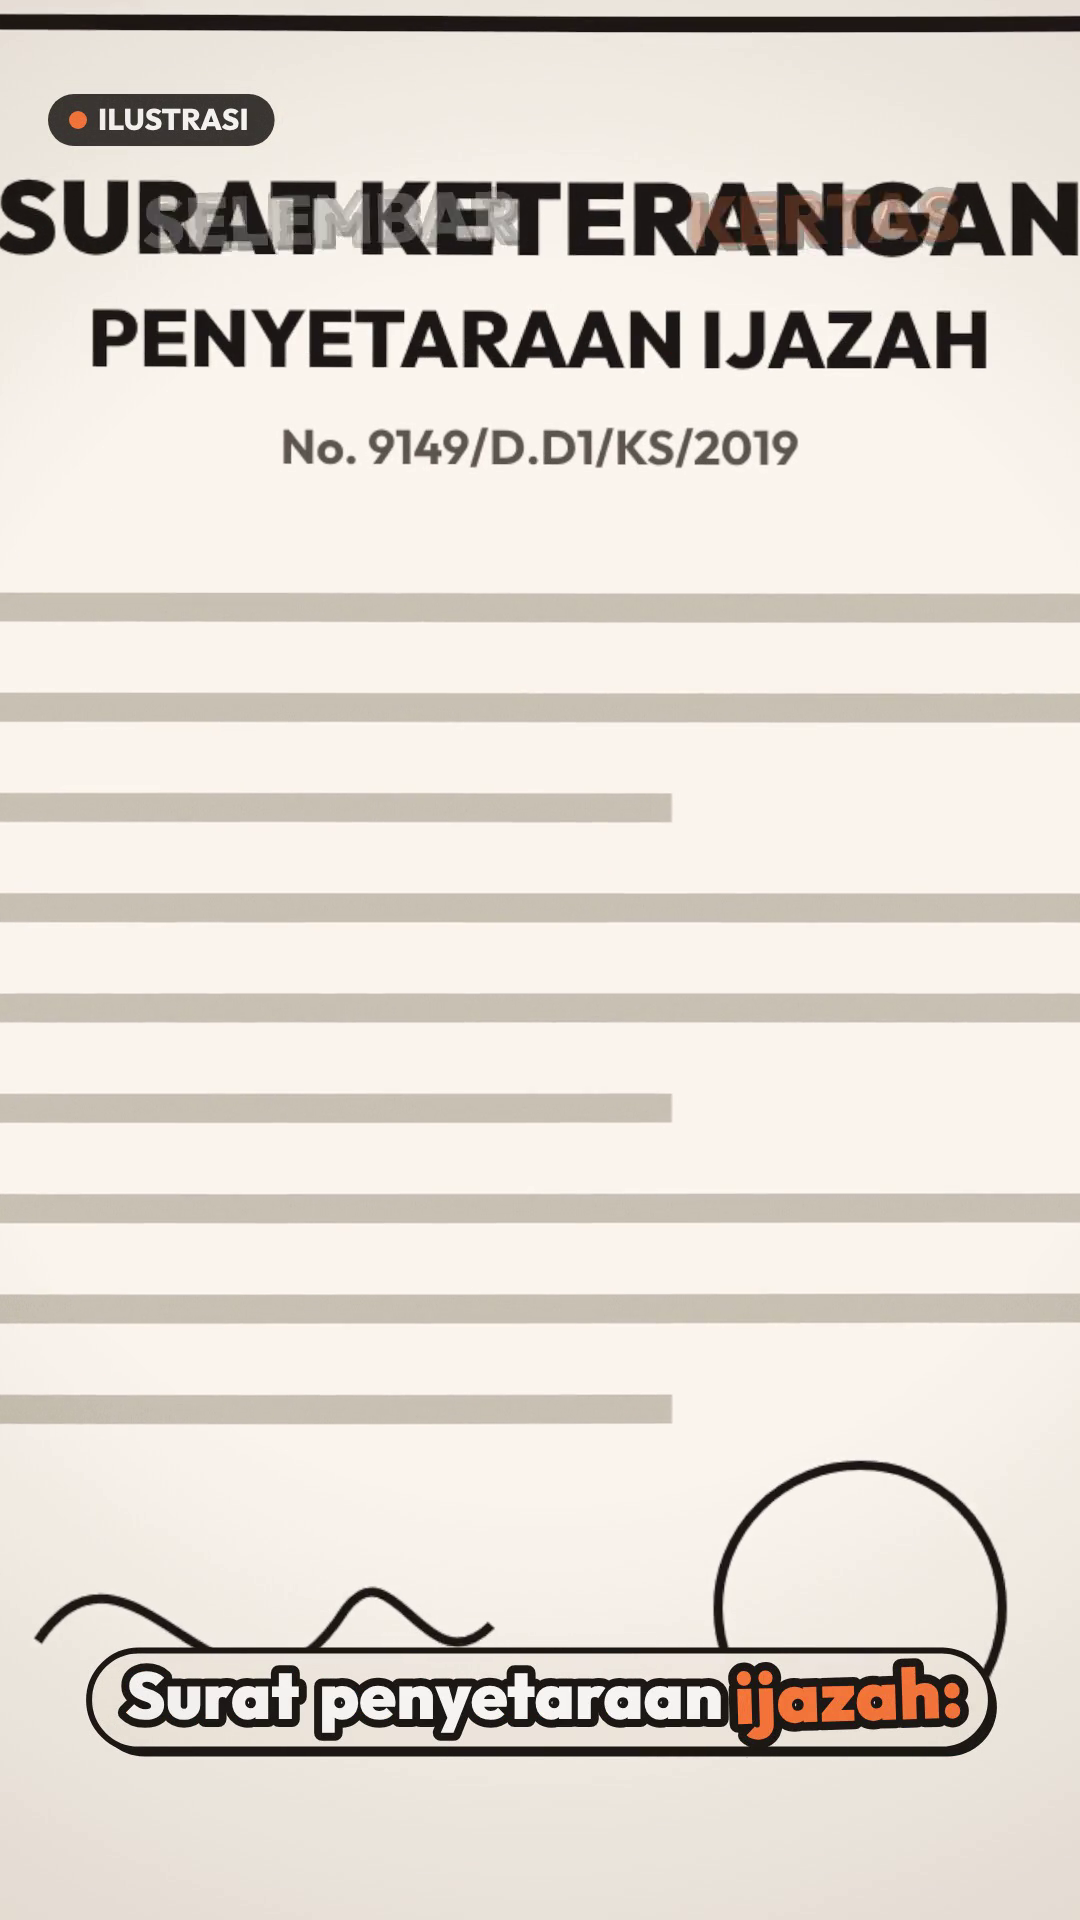 ILUSTRASI
SURAT KETERANGAN
SELEMBAR KERTAS
PENYETARAAN IJAZAH
No. 9149/D.D1/KS/2019
Surat penyetaraan ijazah: